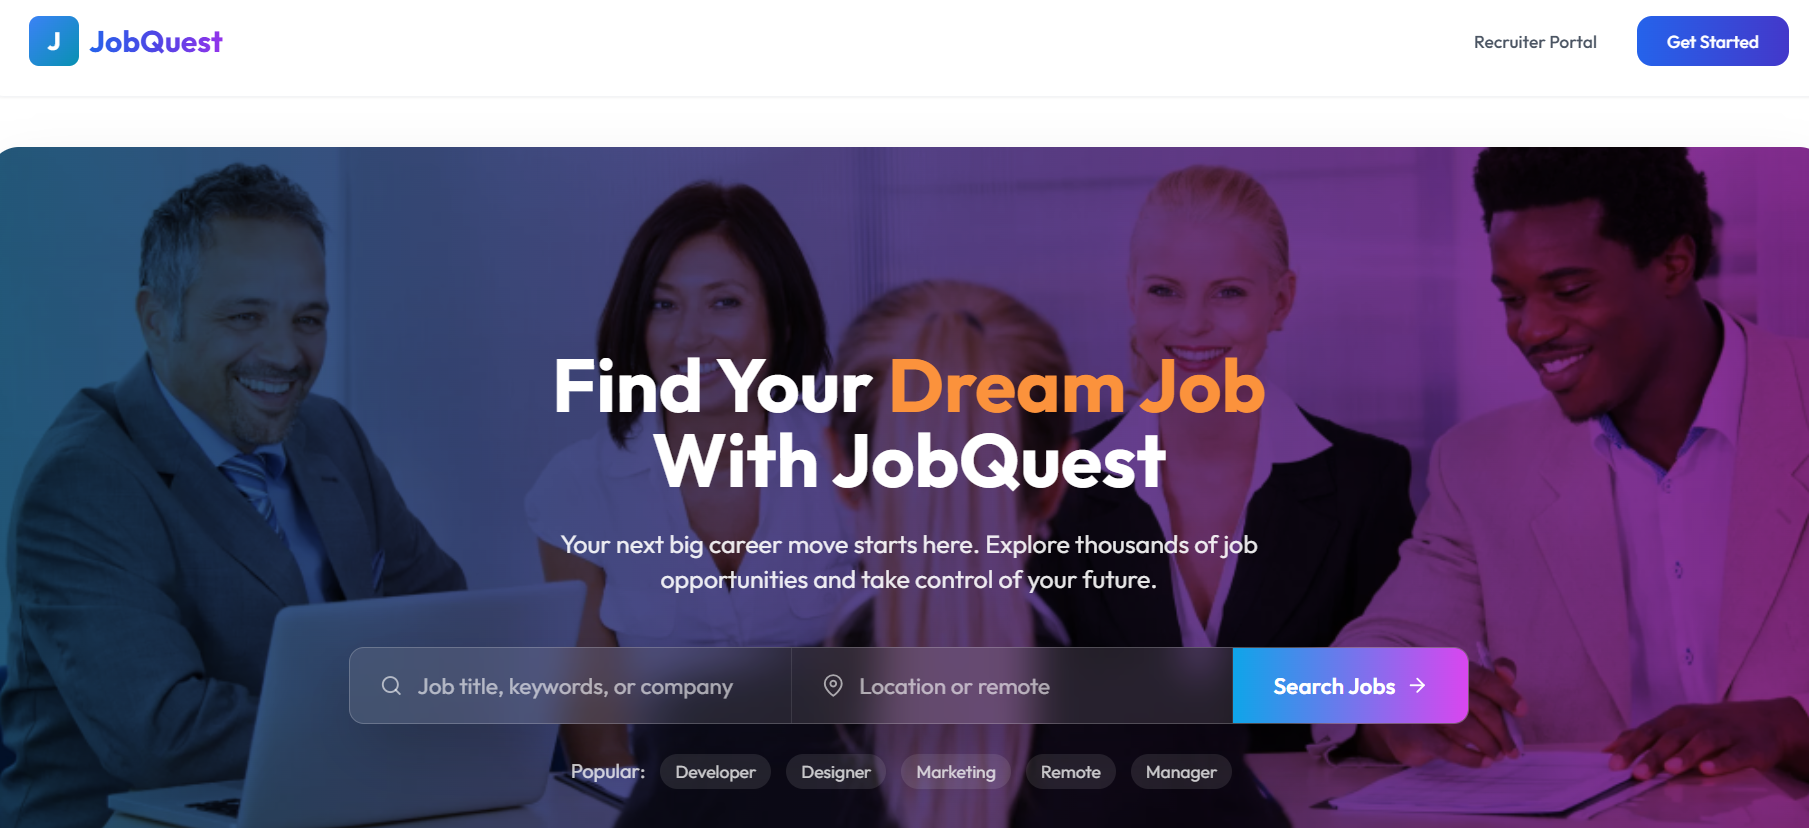 J
JobQuest
Recruiter Portal
Get Started
Find Your Dream Job
With JobQuest
Your next big career move starts here. Explore thousands of job
opportunities and take control of your future.
Job title, keywords, or company
Location or remote
Search Jobs
Popular:
Developer
Designer
Marketing
Remote
Manager